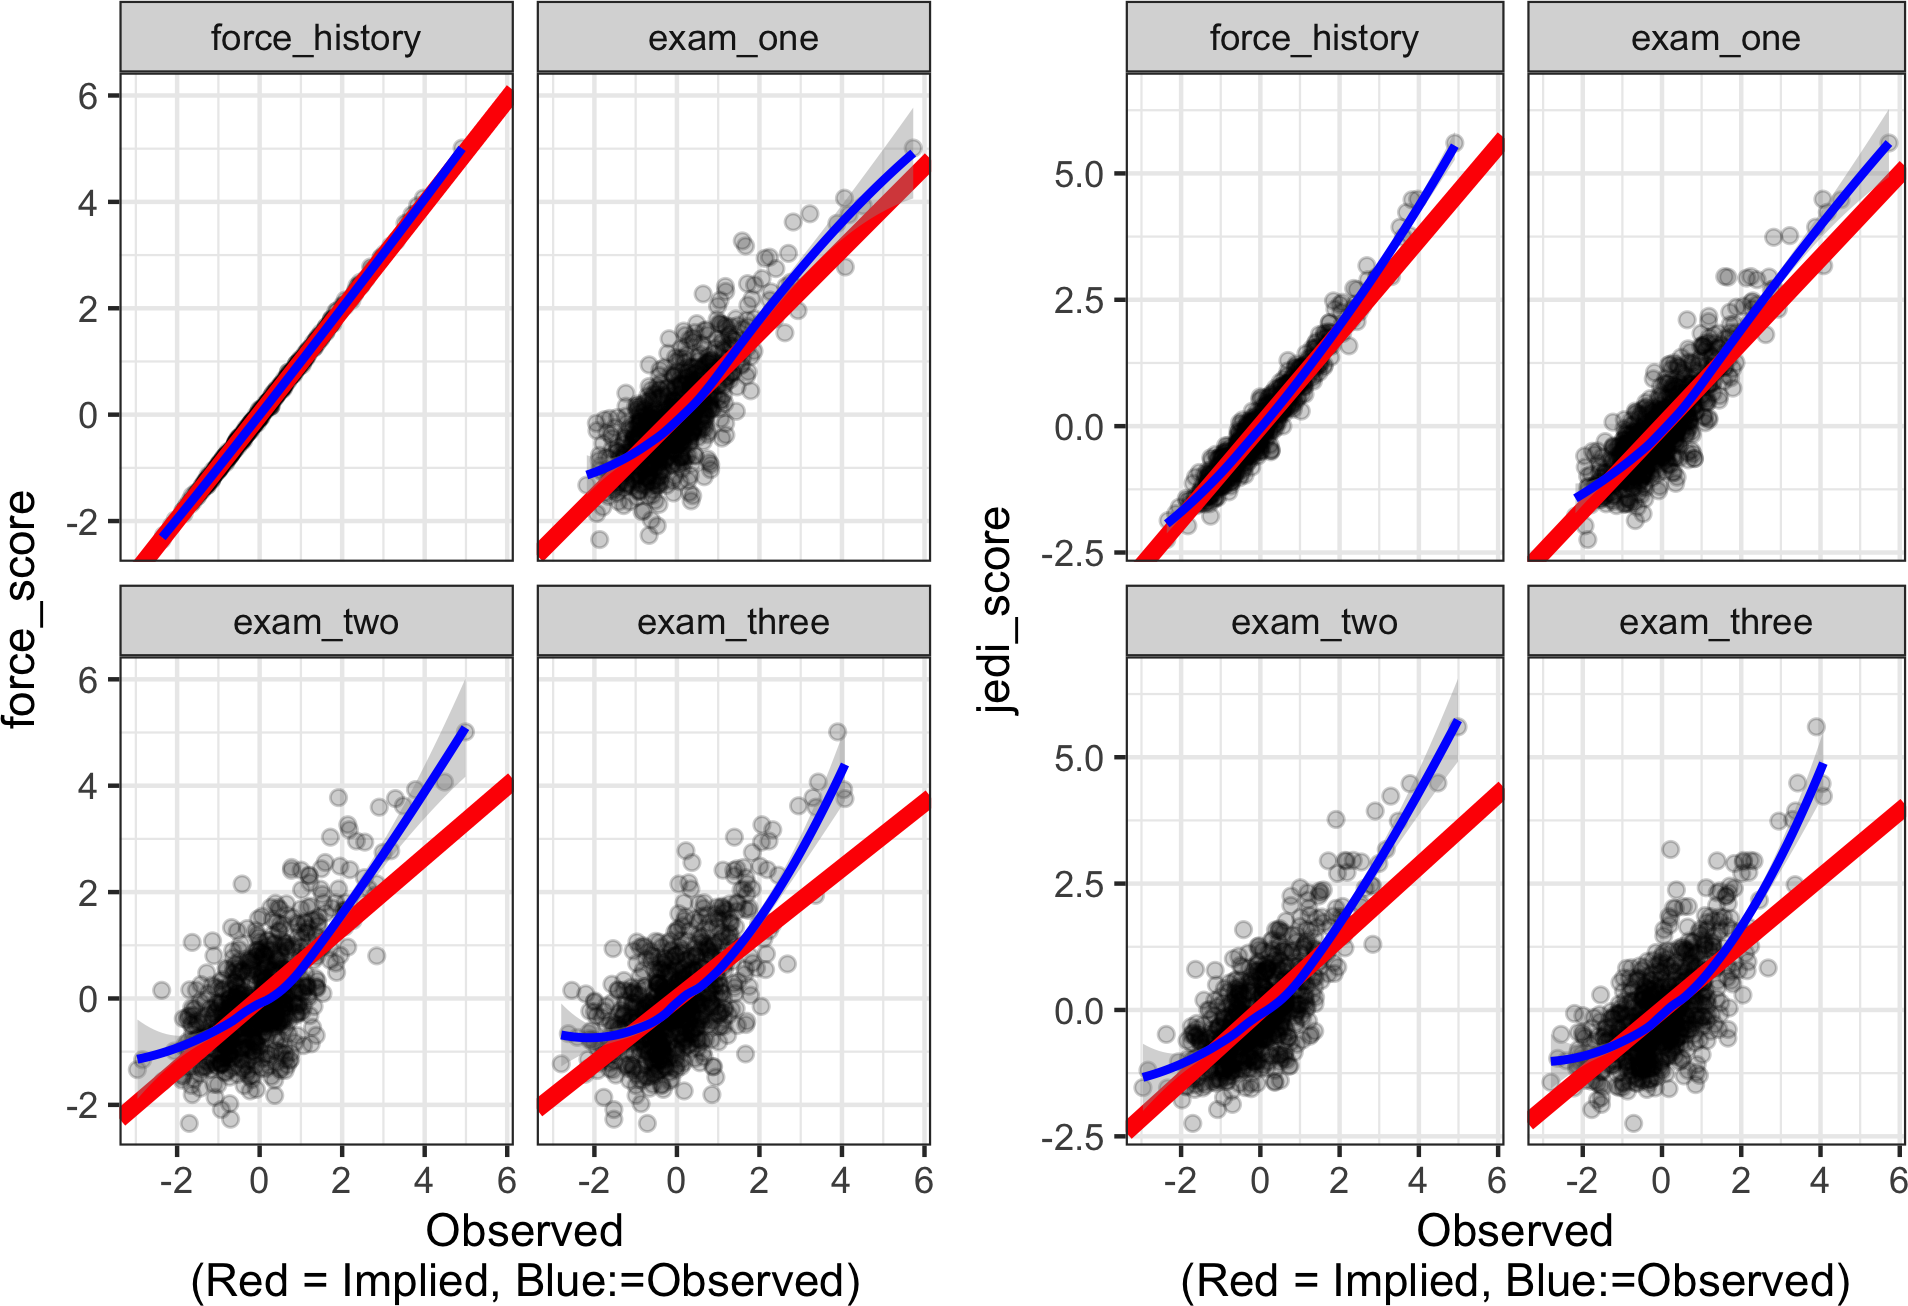 force_history
exam_one
6
4
2
0
-2
force_score
exam_two
exam_three
6
4
2
0
-2
-2 0 2 4 6
-2 0 2 4 6
Observed
(Red = Implied, Blue:=Observed)
force_history
exam_one
5.0
2.5
0.0
-2.5
jedi_score
exam_two
exam_three
5.0
2.5
0.0
-2.5
-2 0 2 4 6
-2 0 2 4 6
Observed
(Red = Implied, Blue:=Observed)